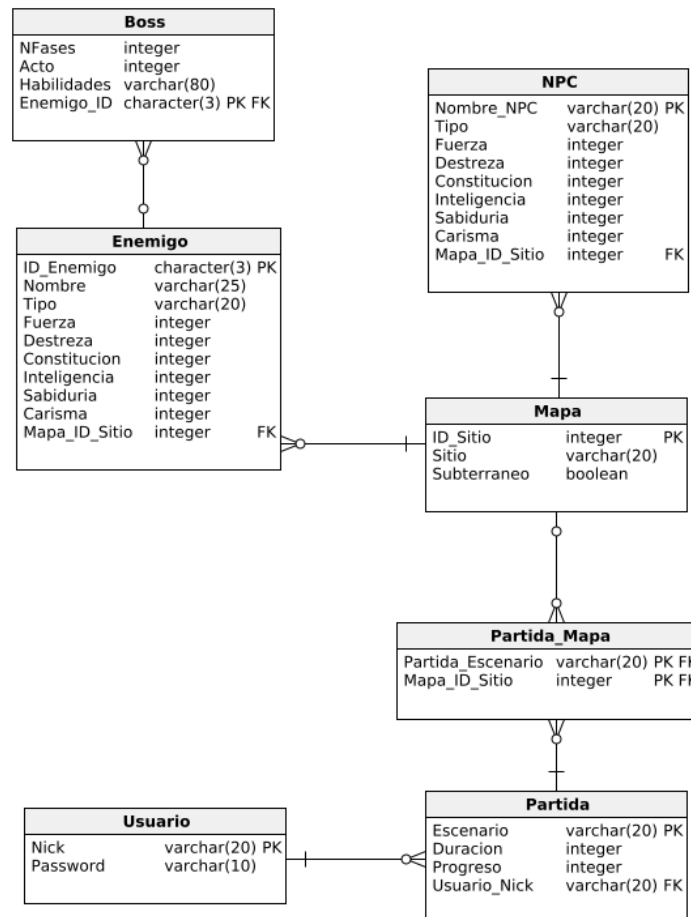 Boss
NFases integer
Acto integer
Habilidades varchar(80)
Enemigo_ID character(3) PK FK
NPC
Nombre_NPC varchar(20) PK
Tipo varchar(20)
Fuerza integer
Destreza integer
Constitucion integer
Inteligencia integer
Sabiduria integer
Carisma integer
Mapa_ID_Sitio integer FK
Enemigo
ID_Enemigo character(3) PK
Nombre varchar(25)
Tipo varchar(20)
Fuerza integer
Destreza integer
Constitucion integer
Inteligencia integer
Sabiduria integer
Carisma integer
Mapa_ID_Sitio integer FK
Mapa
ID_Sitio integer PK
Sitio varchar(20)
Subterraneo boolean
Partida_Mapa
Partida_Escenario varchar(20) PK FK
Mapa_ID_Sitio integer PK FK
Usuario
Nick varchar(20) PK
Password varchar(10)
Partida
Escenario varchar(20) PK
Duracion integer
Progreso integer
Usuario_Nick varchar(20) FK